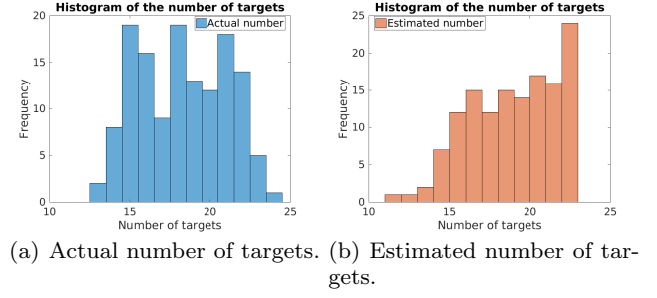 Histogram of the number of targets
Actual number
20
15
10
5
0
Frequency
10 15 20 25
Number of targets
(a) Actual number of targets.
Histogram of the number of targets
Estimated number
25
20
15
10
5
0
Frequency
10 15 20 25
Number of targets
(b) Estimated number of tar-
gets.